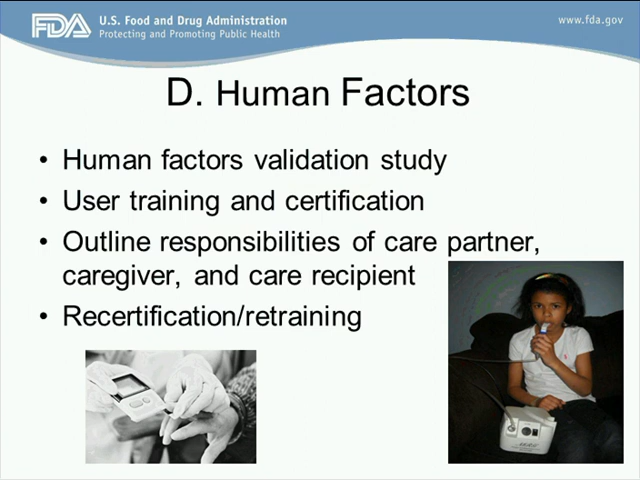 FDA U.S. Food and Drug Administration
Protecting and Promoting Public Health
www.fda.gov
D. Human Factors
• Human factors validation study
• User training and certification
• Outline responsibilities of care partner,
caregiver, and care recipient
• Recertification/retraining